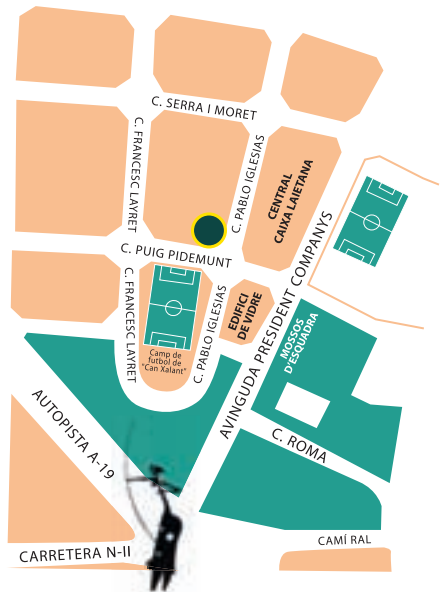 C. SERRA I MORET
C. FRANCESC LAYRET
C. PABLO IGLESIAS
CENTRAL
CAIXA LAIETANA
C. PUIG PIDEMUNT
AVINGUDA PRESIDENT COMPANYS
C. FRANCESC LAYRET
C. PABLO IGLESIAS
EDIFICI
DE VIDRE
MOSSOS
D'ESQUADRA
Camp de
futbol de
"Can Xalant"
AUTOPISTA A-19
C. ROMA
CARRETERA N-II
CAMÍ RAL